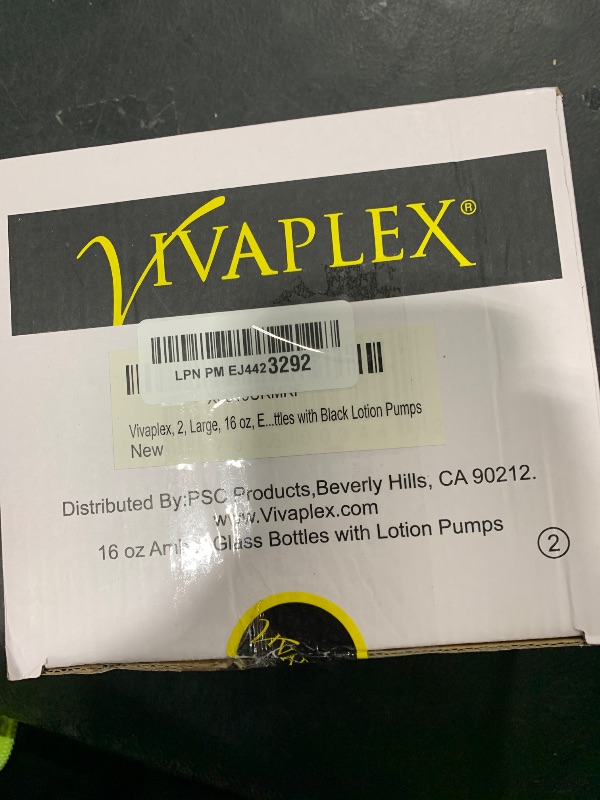 VIVAPLEX®
LPN PM EJ4423292
Vivaplex, 2, Large, 16 oz, E...ttles with Black Lotion Pumps
New
Distributed By:PSC Products,Beverly Hills, CA 90212.
www.Vivaplex.com
16 oz Glass Bottles with Lotion Pumps
2